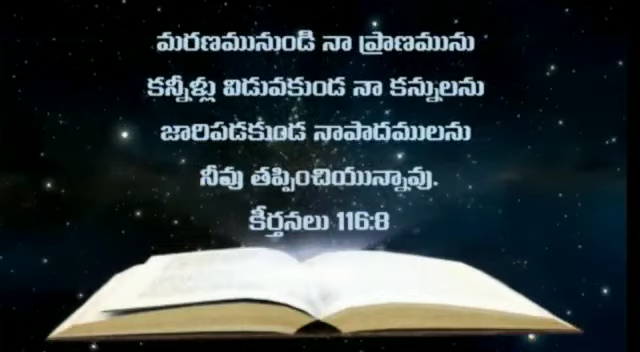 మరణమునుండి నా ప్రాణమును
కన్నీళ్లు విడువకుండ నా కన్నులను
జారిపడకుండ నాపాదములను
నీవు తప్పించియున్నావు.
కీర్తనలు 116:8